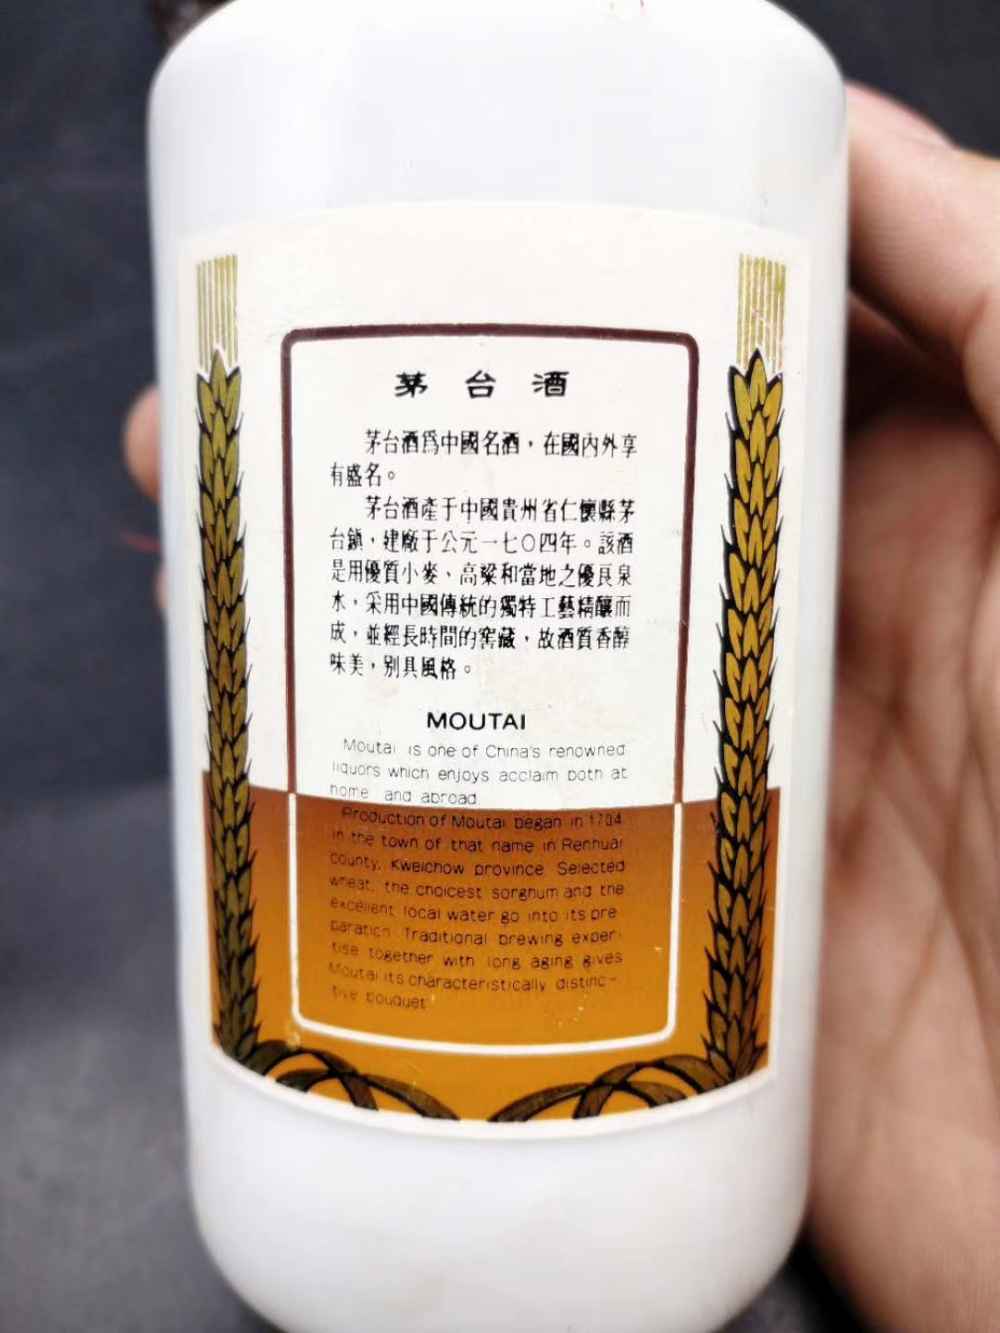 茅台酒
茅台酒爲中國名酒，在國內外享
有盛名。
茅台酒產于中國貴州省仁懷縣茅
台鎮，建廠于公元一七〇四年。該酒
是用優質小麥、高粱和當地之優良泉
水，采用中國傳統的獨特工藝精釀而
成，並經長時間的窖藏，故酒質香醇
味美，別具風格。
MOUTAI
Moutai is one of China's renowned
liquors which enjoys acclaim both at
home and abroad
Production of Moutai began in 1704
in the town of that name in Renhuai
County, Kweichow province Selected
wheat, the choicest sorghum and the
excellent local water go into its pre
paration Traditional brewing exper
tise together with long aging gives
Moutai its characteristically distinc-
tive bouquet